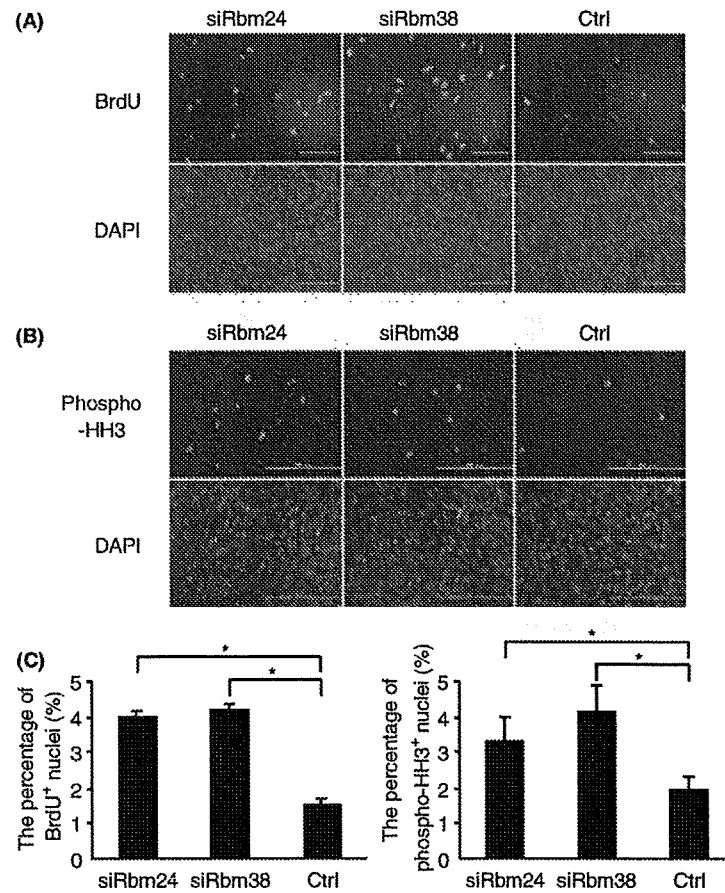 (A)
siRbm24 siRbm38 Ctrl
BrdU
DAPI
(B)
siRbm24 siRbm38 Ctrl
Phospho
-HH3
DAPI
(C)
The percentage of
BrdU⁺ nuclei (%)
5
4
3
2
1
0
* 
*
siRbm24 siRbm38 Ctrl
The percentage of
phospho-HH3⁺ nuclei (%)
5
4
3
2
1
0
*
*
siRbm24 siRbm38 Ctrl